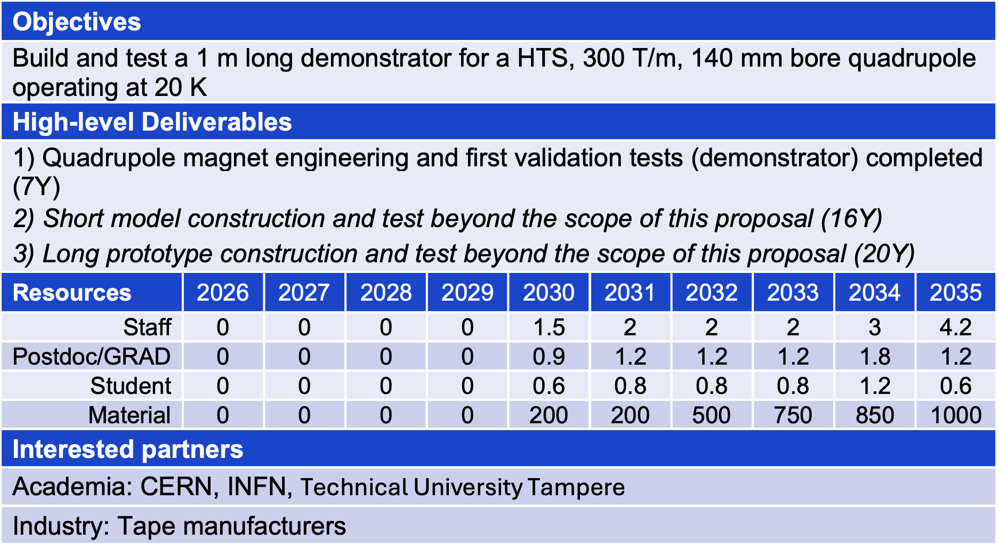 Objectives
Build and test a 1 m long demonstrator for a HTS, 300 T/m, 140 mm bore quadrupole
operating at 20 K
High-level Deliverables
1) Quadrupole magnet engineering and first validation tests (demonstrator) completed
(7Y)
2) Short model construction and test beyond the scope of this proposal (16Y)
3) Long prototype construction and test beyond the scope of this proposal (20Y)
Resources 2026 2027 2028 2029 2030 2031 2032 2033 2034 2035
Staff 0 0 0 0 1.5 2 2 2 3 4.2
Postdoc/GRAD 0 0 0 0 0.9 1.2 1.2 1.2 1.8 1.2
Student 0 0 0 0 0.6 0.8 0.8 0.8 1.2 0.6
Material 0 0 0 0 200 200 500 750 850 1000
Interested partners
Academia: CERN, INFN, Technical University Tampere
Industry: Tape manufacturers